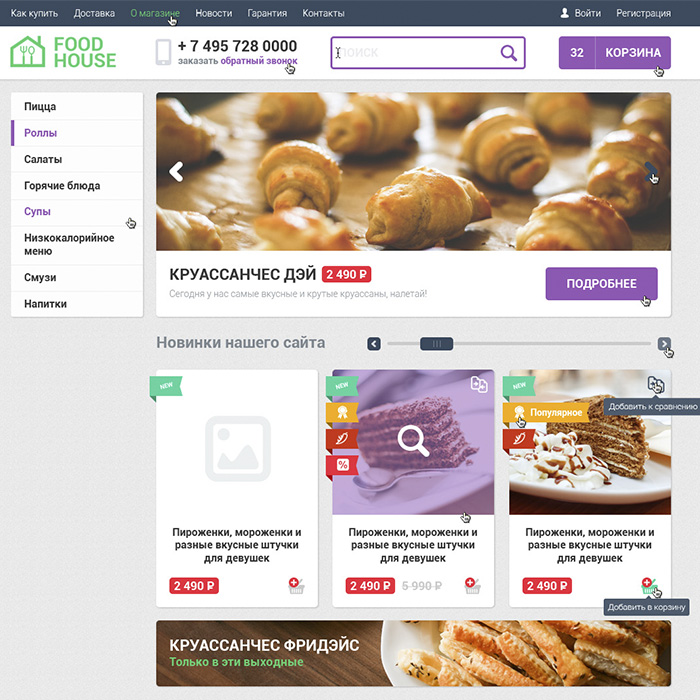 Как купить Доставка О магазине Новости Гарантия Контакты Войти Регистрация
FOOD
HOUSE
+ 7 495 728 0000
заказать обратный звонок
ПОИСК
32 КОРЗИНА
Пицца
Роллы
Салаты
Горячие блюда
Супы
Низкокалорийное
меню
Смузи
Напитки
КРУАССАНЧЕС ДЭЙ 2 490 ₽
Сегодня у нас самые вкусные и крутые круассаны, налетай!
ПОДРОБНЕЕ
Новинки нашего сайта
NEW
Пироженки, мороженки и
разные вкусные штучки
для девушек
2 490 ₽
NEW
%
Пироженки, мороженки и
разные вкусные штучки
для девушек
2 490 ₽ 5 990 ₽
NEW
Добавить к сравнению
Популярное
Пироженки, мороженки и
разные вкусные штучки
для девушек
2 490 ₽
Добавить в корзину
КРУАССАНЧЕС ФРИДЭЙС
Только в эти выходные